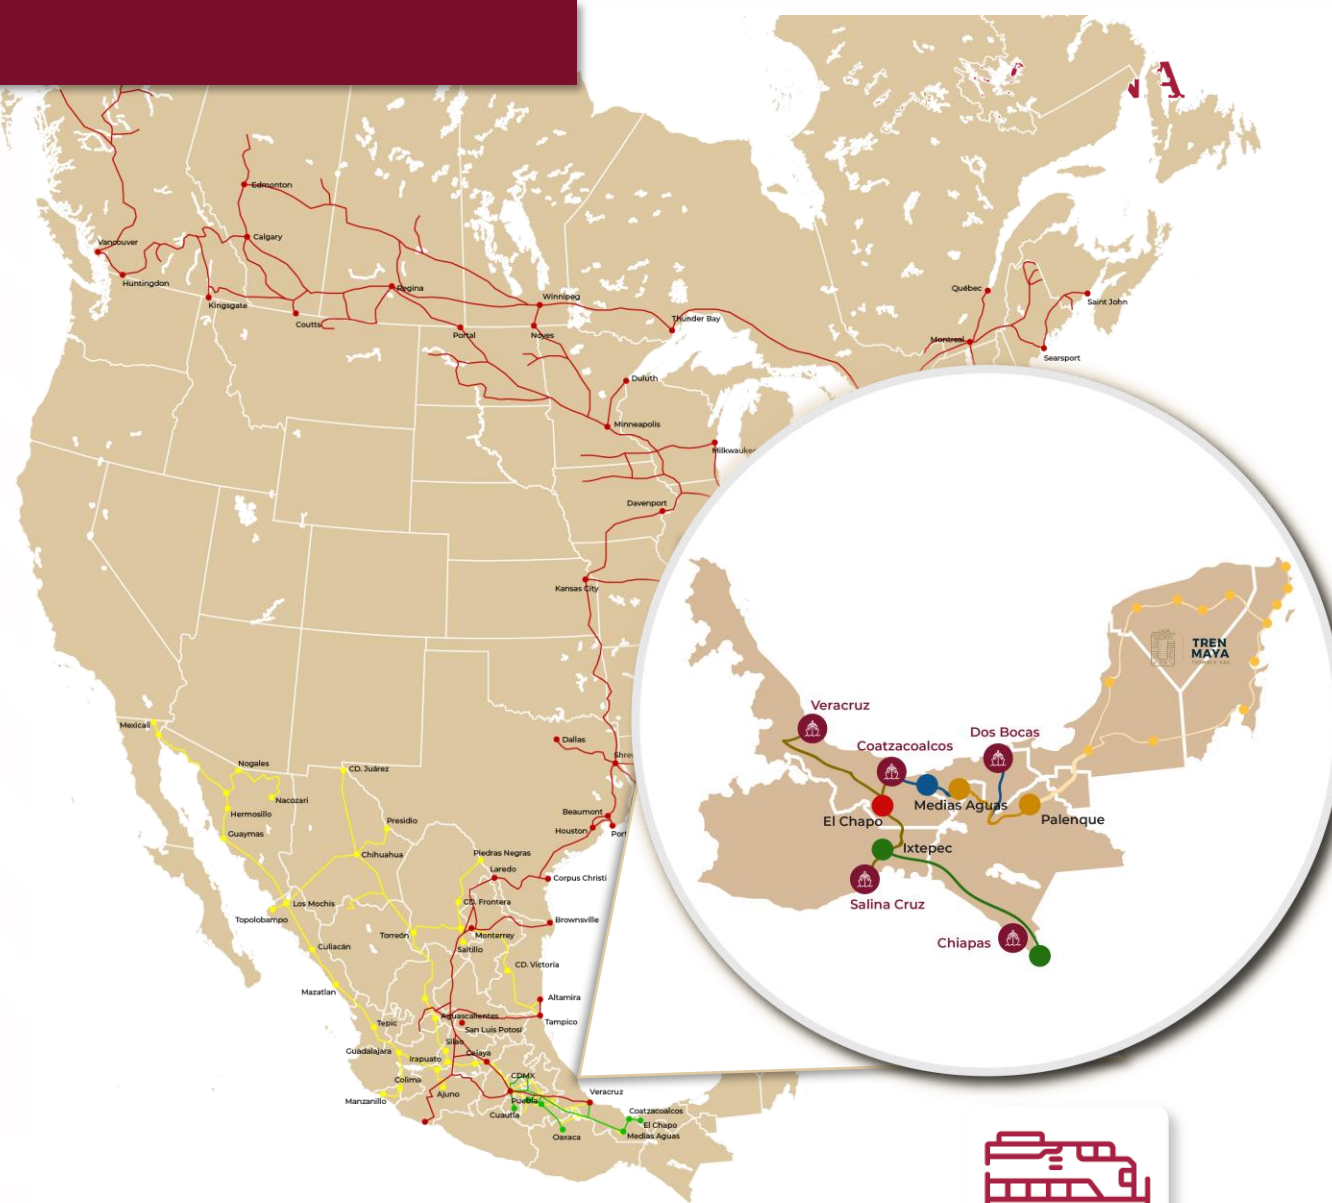 Edmonton
Vancouver
Calgary
Huntingdon
Kingsgate
Coutts
Regina
Winnipeg
Portal
Noyes
Thunder Bay
Québec
Saint John
Montreal
Searsport
Duluth
Minneapolis
Milkwaukee
Davenport
Kansas City
Dallas
Shre
Beaumont
Houston
Port
Mexicali
Nogales
Nacozari
Hermosillo
Guaymas
CD. Juárez
Presidio
Chihuahua
Piedras Negras
Laredo
Corpus Christi
CD. Frontera
Brownsville
Los Mochis
Topolobampo
Torreón
Monterrey
Saltillo
Culiacán
CD. Victoria
Mazatlan
Altamira
Tampico
Aguascalientes
San Luis Potosí
Tepic
Silao
Guadalajara
Irapuato
Celaya
Colima
CDMX
Manzanillo
Ajuno
Puebla
Veracruz
Cuautla
Coatzacoalcos
El Chapo
Oaxaca
Medias Aguas
TREN
MAYA
Veracruz
Dos Bocas
Coatzacoalcos
Medias Aguas
El Chapo
Palenque
Ixtepec
Salina Cruz
Chiapas